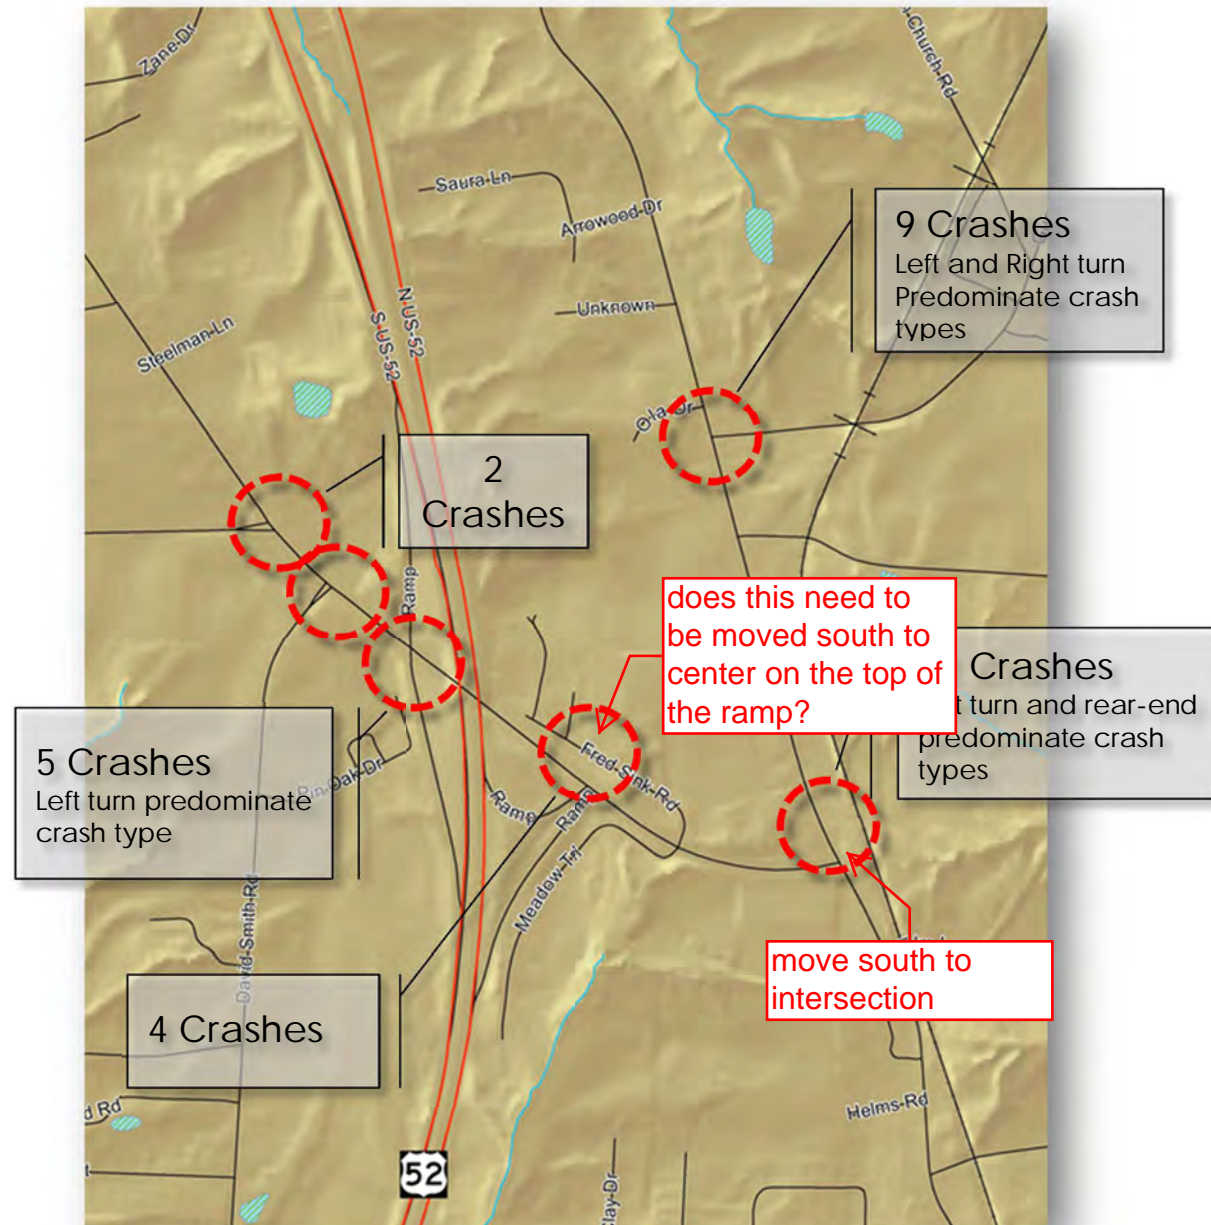 Zane-Dr
n-Church-Rd
Saura-Ln
Arrowood-Dr
9 Crashes
Left and Right turn
Predominate crash
types
N-US-52
S-US-52
Unknown
Steelman-Ln
Ola-Dr
2
Crashes
Ramp
does this need to
be moved south to
center on the top of
the ramp?
Crashes
t turn and rear-end
predominate crash
types
5 Crashes
Left turn predominate
crash type
Pin-Oak-Dr
Fred-Sink-Rd
Ramp
Ramp
Meadow-Trl
David-Smith-Rd
move south to
intersection
4 Crashes
d Rd
Helms-Rd
52
lay-Dr